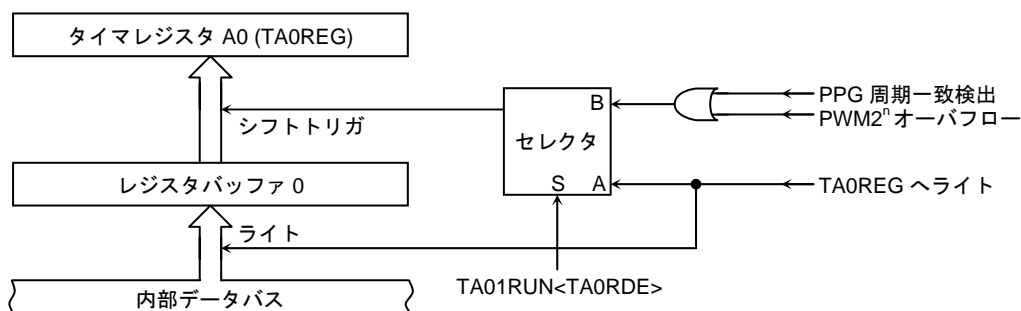 タイマレジスタ A0 (TA0REG)
B
PPG 周期一致検出
PWM2ⁿ オーバフロー
シフトトリガ
セレクタ
レジスタバッファ 0
S A
TA0REG へライト
ライト
TA01RUN<TA0RDE>
内部データバス